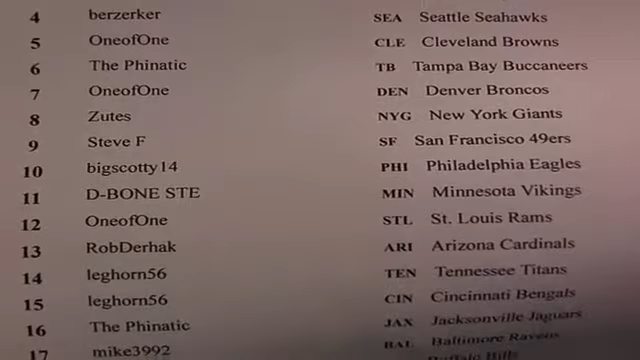 4 berzerker SEA Seattle Seahawks
5 OneofOne CLE Cleveland Browns
6 The Phinatic TB Tampa Bay Buccaneers
7 OneofOne DEN Denver Broncos
8 Zutes NYG New York Giants
9 Steve F SF San Francisco 49ers
10 bigscotty14 PHI Philadelphia Eagles
11 D-BONE STE MIN Minnesota Vikings
12 OneofOne STL St. Louis Rams
13 RobDerhak ARI Arizona Cardinals
14 leghorn56 TEN Tennessee Titans
15 leghorn56 CIN Cincinnati Bengals
16 The Phinatic JAX Jacksonville Jaguars
17 mike3992 BAL Baltimore Ravens
Buffalo Bills